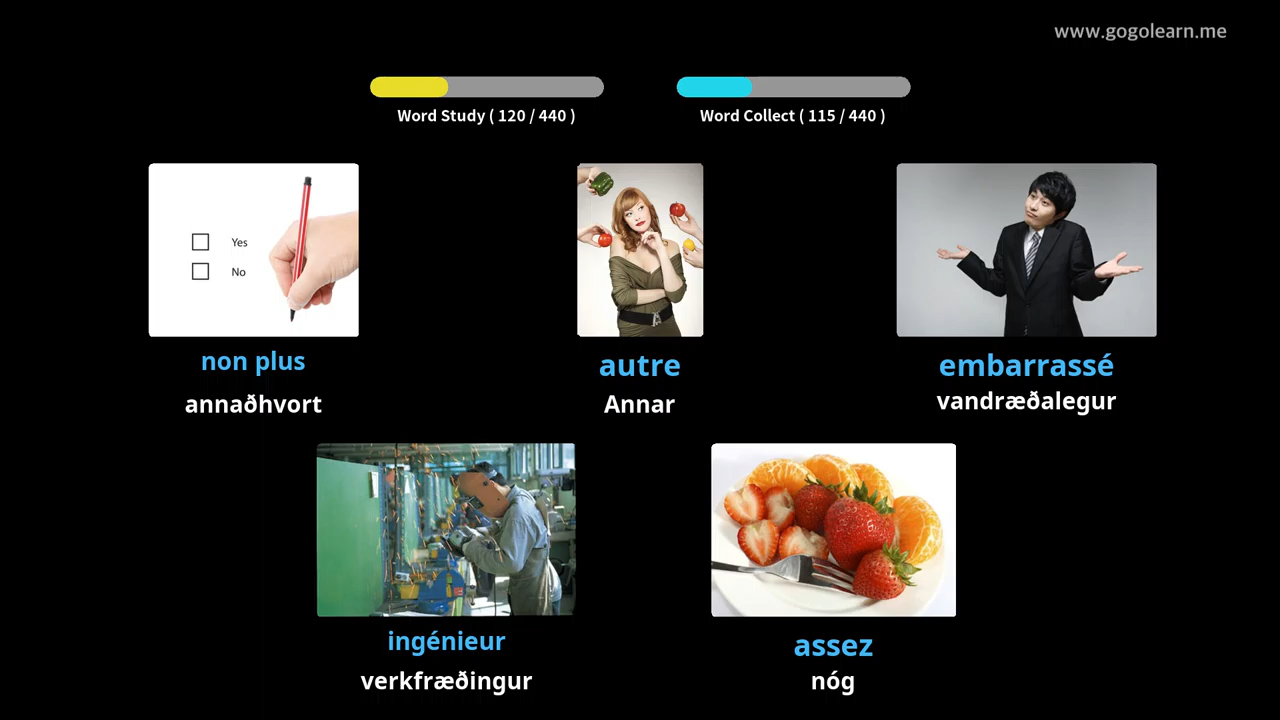 www.gogolearn.me
Word Study ( 120 / 440 )
Word Collect ( 115 / 440 )
Yes
No
non plus
annaðhvort
autre
Annar
embarrassé
vandræðalegur
ingénieur
verkfræðingur
assez
nóg